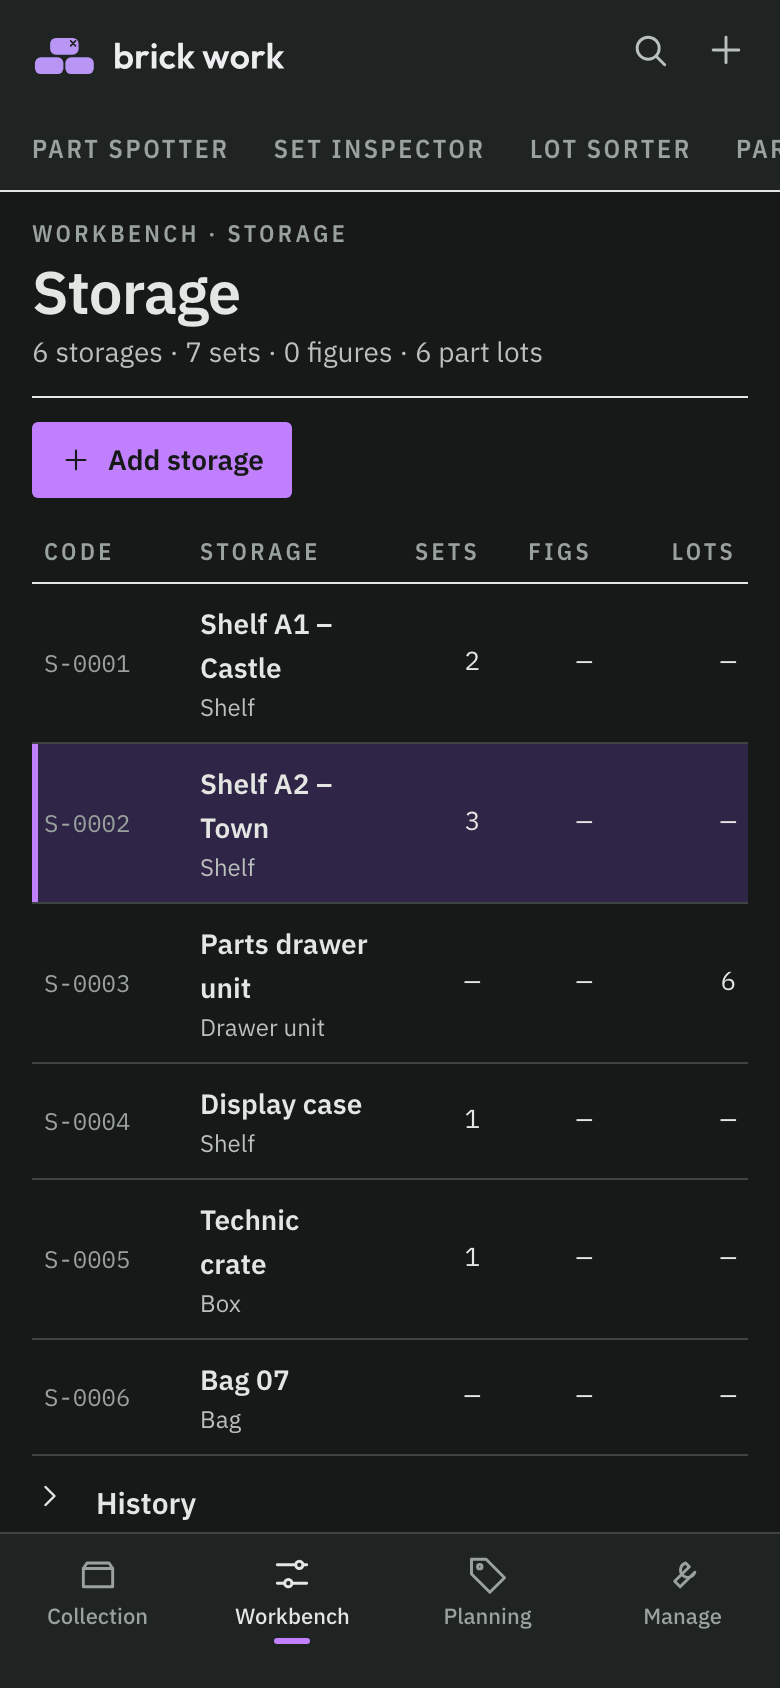 brick work
PART SPOTTER SET INSPECTOR LOT SORTER PAR
WORKBENCH · STORAGE
Storage
6 storages · 7 sets · 0 figures · 6 part lots
+ Add storage
CODE STORAGE SETS FIGS LOTS
S-0001 Shelf A1 – Castle 2 – –
Shelf
S-0002 Shelf A2 – Town 3 – –
Shelf
S-0003 Parts drawer unit – – 6
Drawer unit
S-0004 Display case 1 – –
Shelf
S-0005 Technic crate 1 – –
Box
S-0006 Bag 07 – – –
Bag
History
Collection Workbench Planning Manage